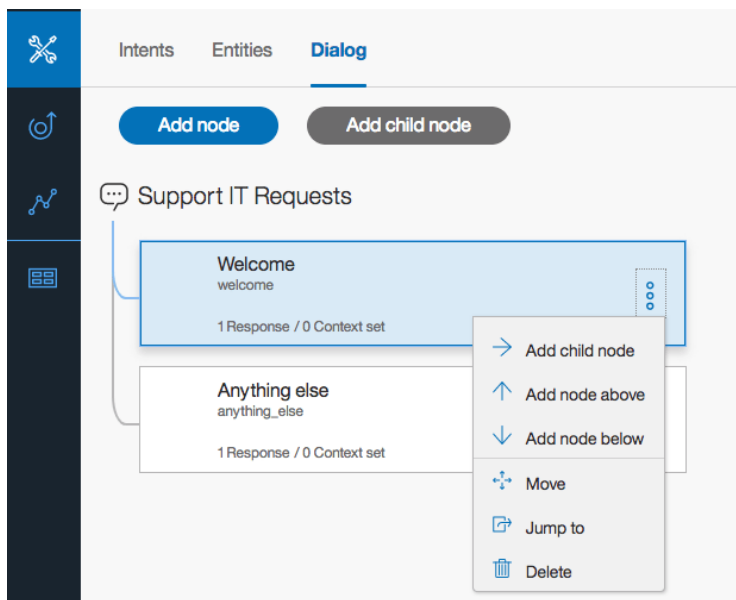 Intents Entities Dialog
Add node Add child node
Support IT Requests
Welcome
welcome
1 Response / 0 Context set
Add child node
Anything else
Add node above
anything_else
Add node below
1 Response / 0 Context set
Move
Jump to
Delete